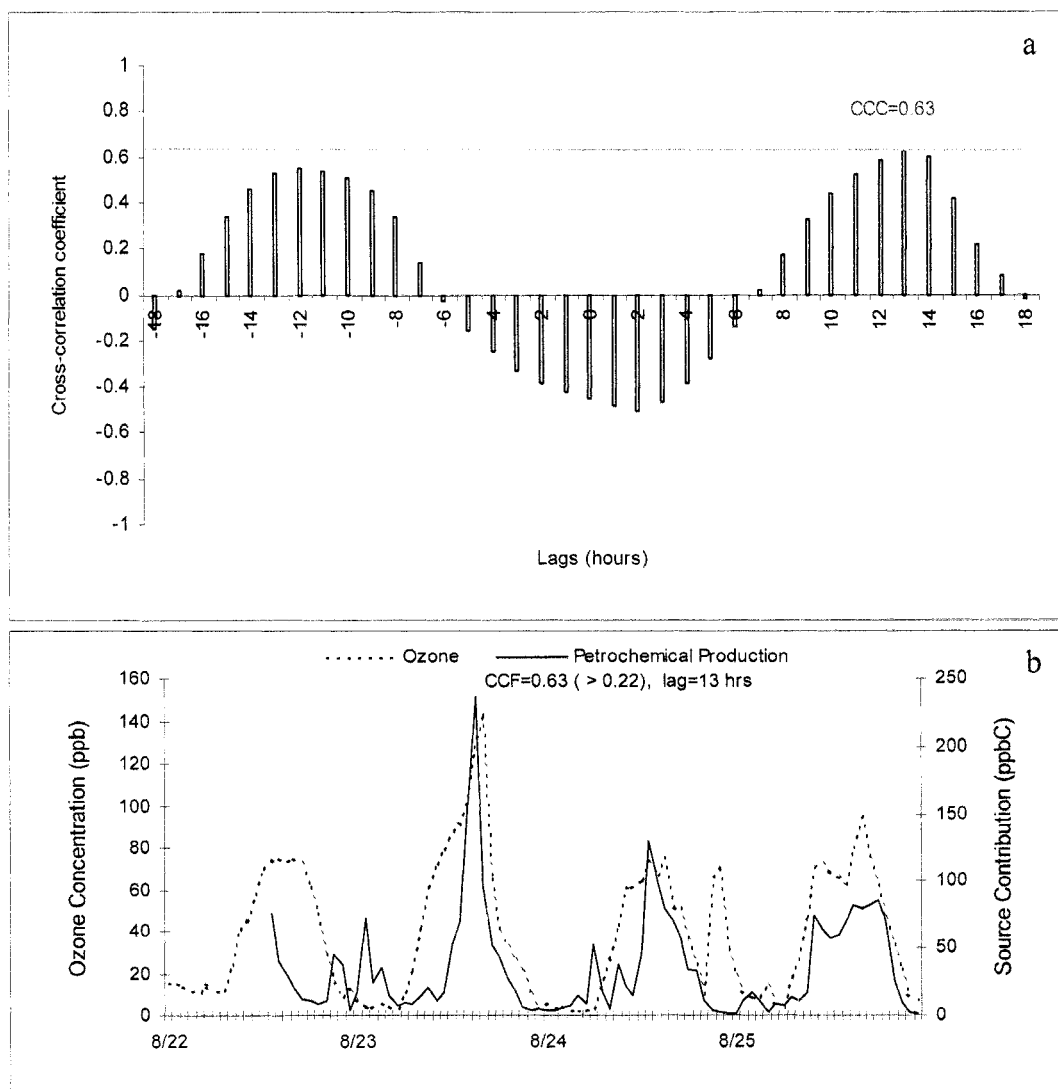 a
CCC=0.63
Cross-correlation coefficient
1
0.8
0.6
0.4
0.2
0
-0.2
-0.4
-0.6
-0.8
-1
-18 -16 -14 -12 -10 -8 -6 -4 -2 0 2 4 6 8 10 12 14 16 18
Lags (hours)
b
Ozone Petrochemical Production
CCF=0.63 ( > 0.22), lag=13 hrs
Ozone Concentration (ppb)
160
140
120
100
80
60
40
20
0
250
200
150
100
50
0
Source Contribution (ppbC)
8/22 8/23 8/24 8/25